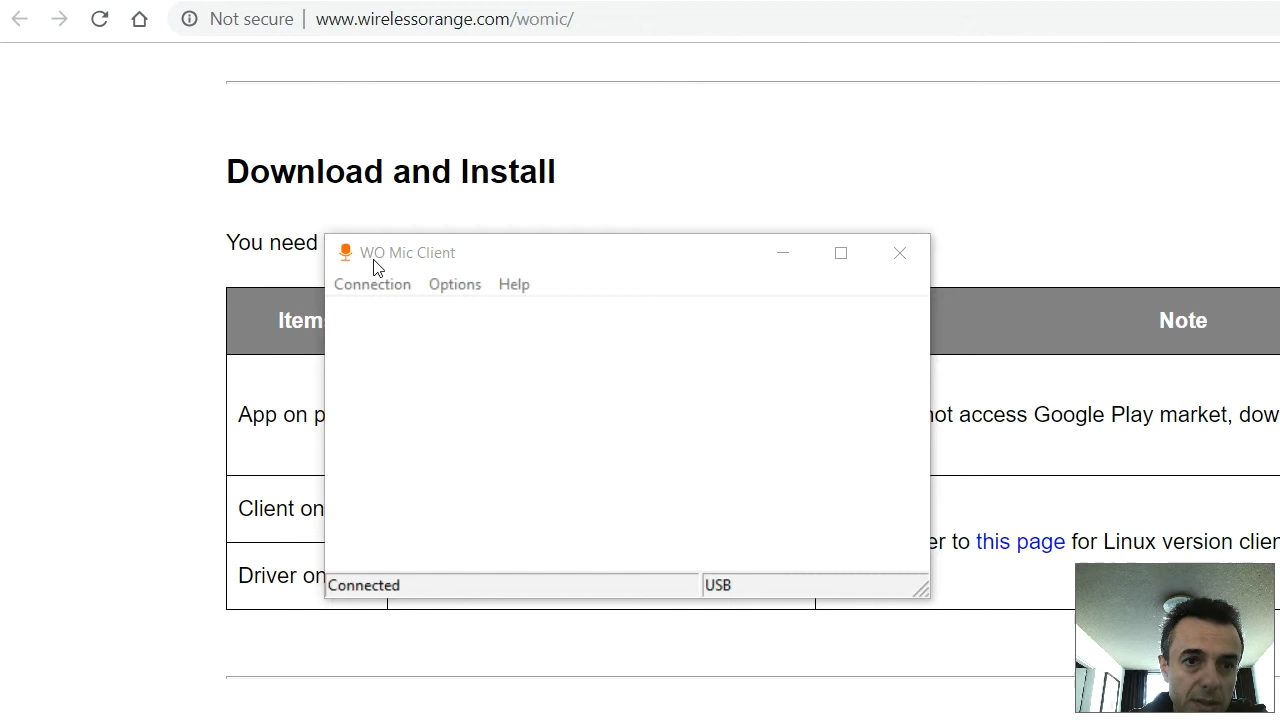 Not secure | www.wirelessorange.com/womic/
Download and Install
You need
WO Mic Client
Connection Options Help
Items Note
App on p
not access Google Play market, dow
Client on
er to this page for Linux version clien
Driver on
Connected USB